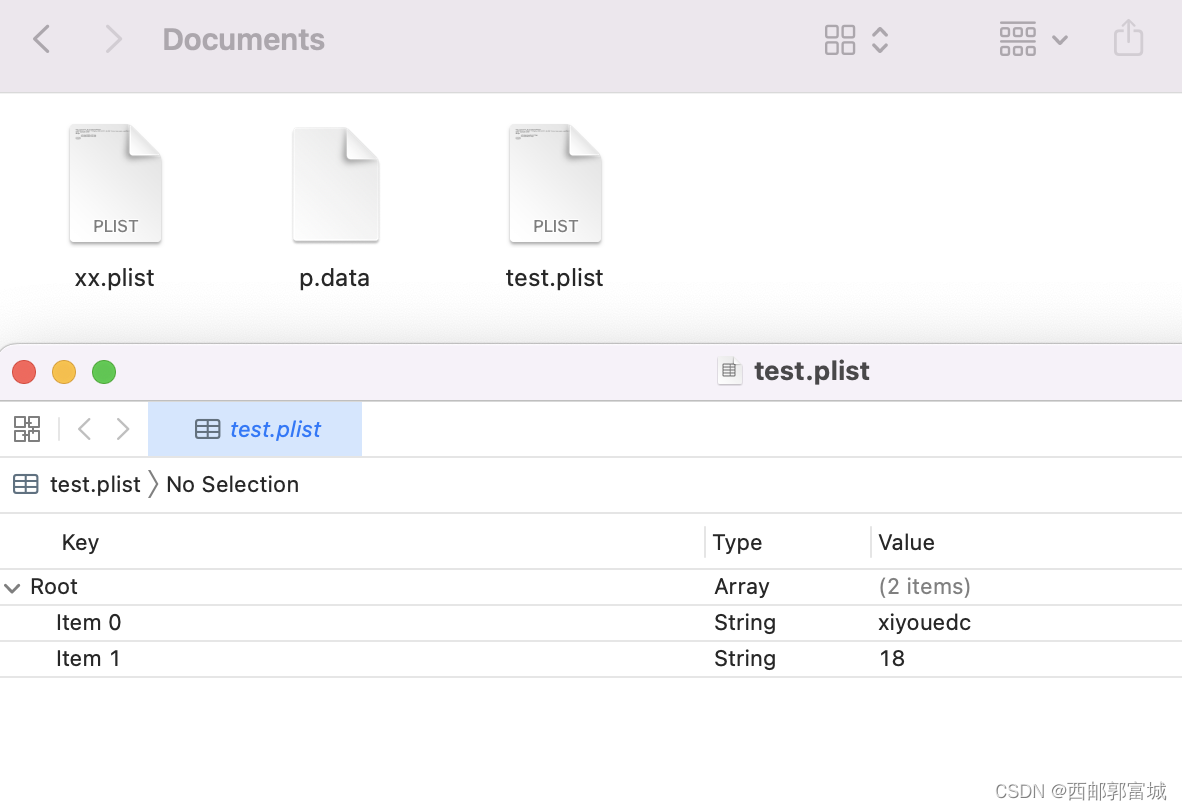 Documents
PLIST
PLIST
xx.plist
p.data
test.plist
test.plist
test.plist
test.plist
No Selection
Key
Type
Value
Root
Array
(2 items)
Item 0
String
xiyouedc
Item 1
String
18
CSDN @西邮郭富城